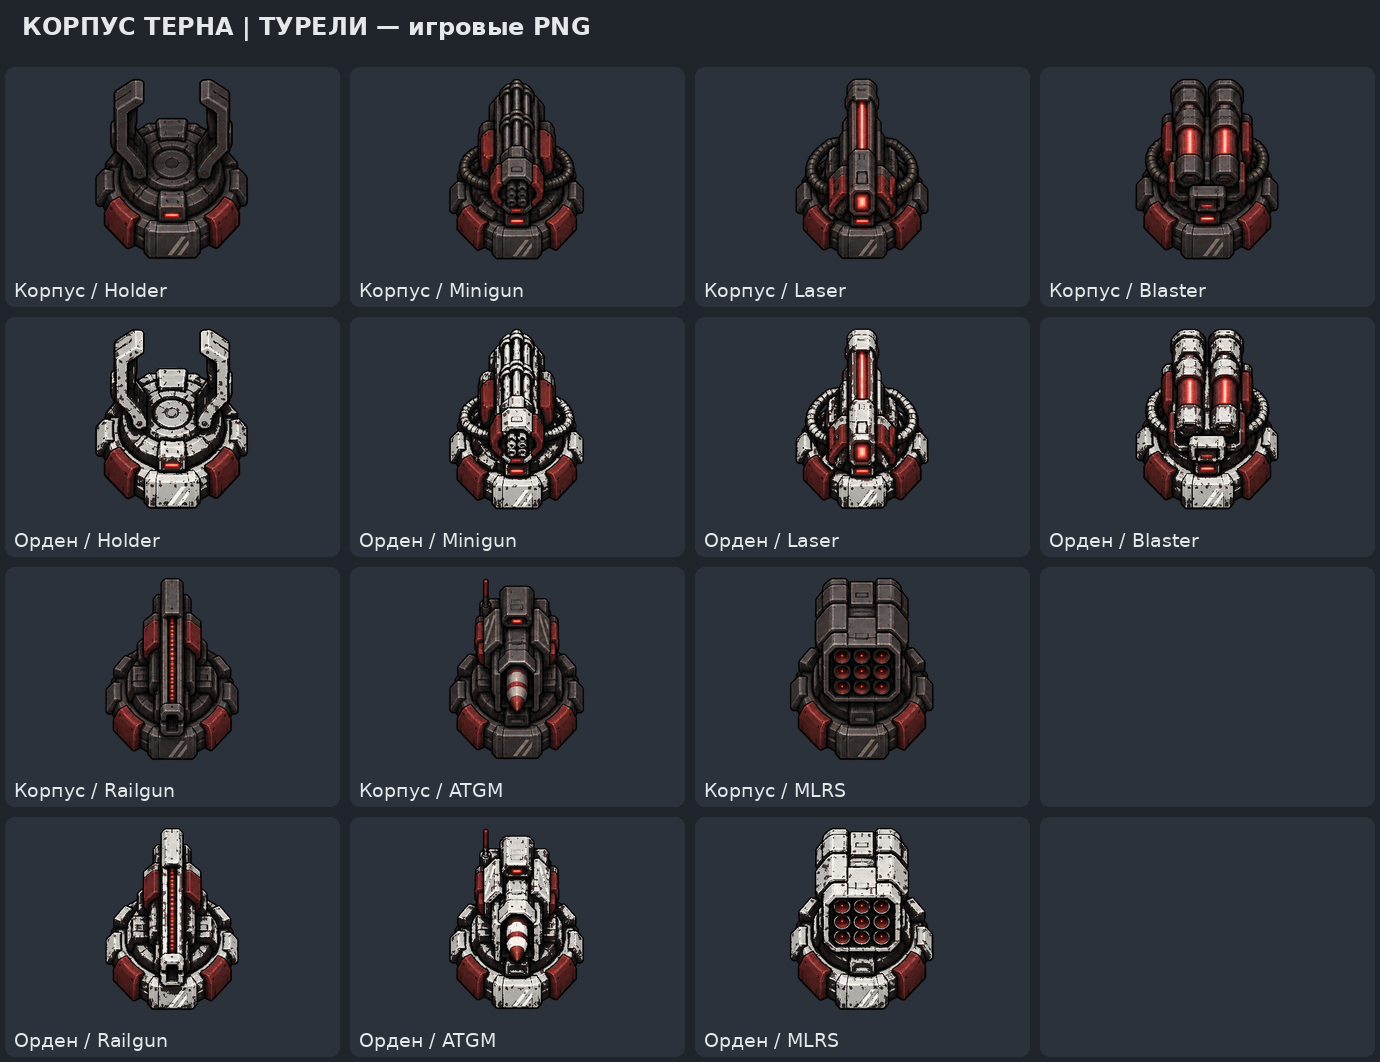 КОРПУС ТЕРНА | ТУРЕЛИ — игровые PNG
Корпус / Holder
Корпус / Minigun
Корпус / Laser
Корпус / Blaster
Орден / Holder
Орден / Minigun
Орден / Laser
Орден / Blaster
Корпус / Railgun
Корпус / ATGM
Корпус / MLRS
Орден / Railgun
Орден / ATGM
Орден / MLRS